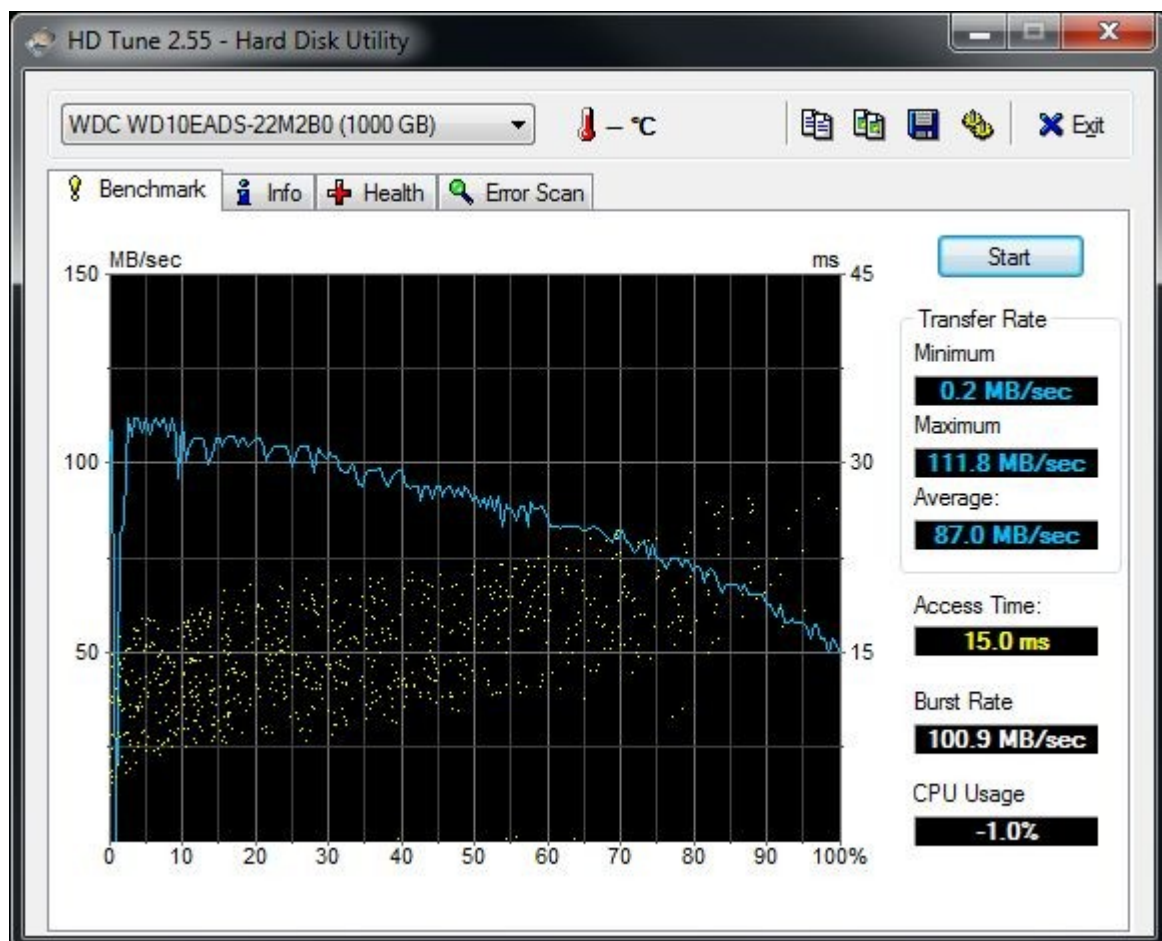 HD Tune 2.55 - Hard Disk Utility
WDC WD10EADS-22M2B0 (1000 GB)
– °C
Exit
Benchmark
Info
Health
Error Scan
MB/sec
ms
150
100
50
45
30
15
0 10 20 30 40 50 60 70 80 90 100%
Start
Transfer Rate
Minimum
0.2 MB/sec
Maximum
111.8 MB/sec
Average:
87.0 MB/sec
Access Time:
15.0 ms
Burst Rate
100.9 MB/sec
CPU Usage
-1.0%